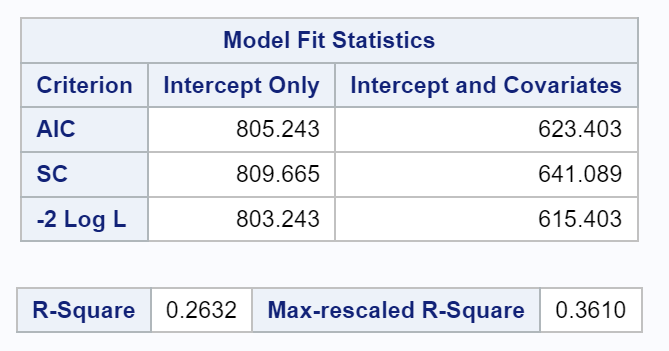 Model Fit Statistics
Criterion Intercept Only Intercept and Covariates
AIC 805.243 623.403
SC 809.665 641.089
-2 Log L 803.243 615.403
R-Square 0.2632 Max-rescaled R-Square 0.3610